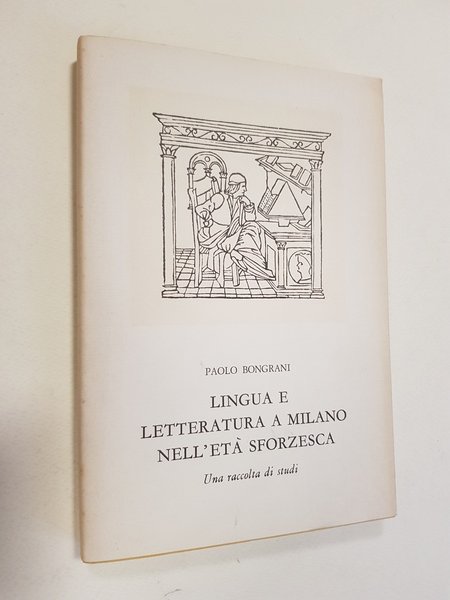 PAOLO BONGRANI
LINGUA E
LETTERATURA A MILANO
NELL'ETÀ SFORZESCA
Una raccolta di studi